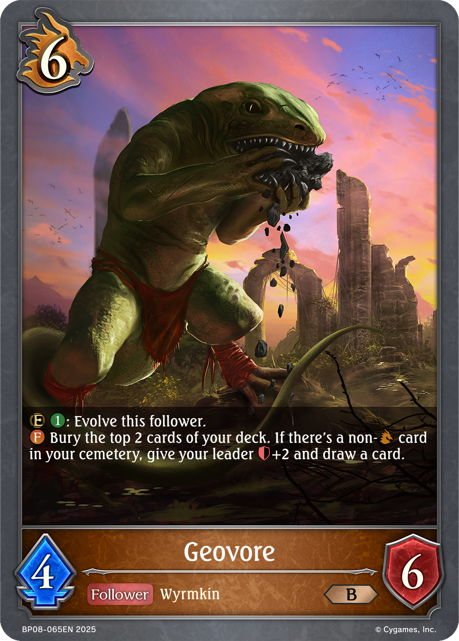 6
E 1 : Evolve this follower.
F Bury the top 2 cards of your deck. If there's a non- card
in your cemetery, give your leader +2 and draw a card.
Geovore
4
Follower Wyrmkin
B
6
BP08-065EN 2025
© Cygames, Inc.